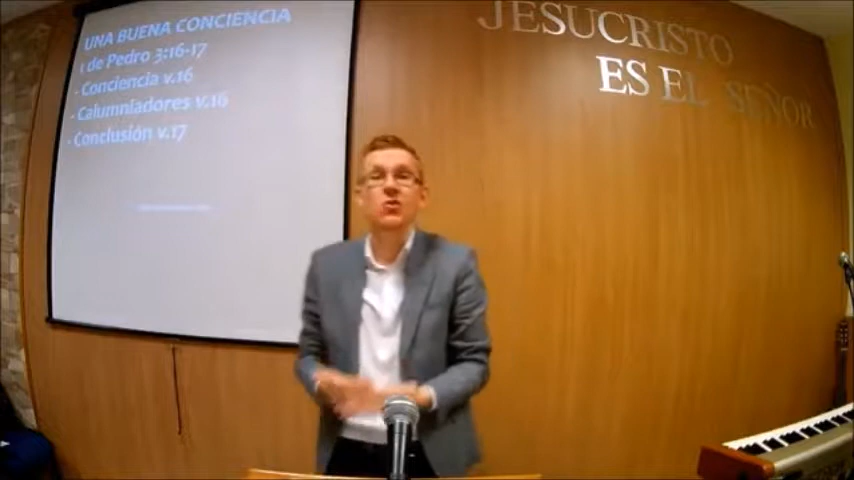 UNA BUENA CONCIENCIA
1 de Pedro 3:16-17
• Conciencia v.16
• Calumniadores vv.16
• Conclusión v.17
JESUCRISTO
ES EL SEÑOR